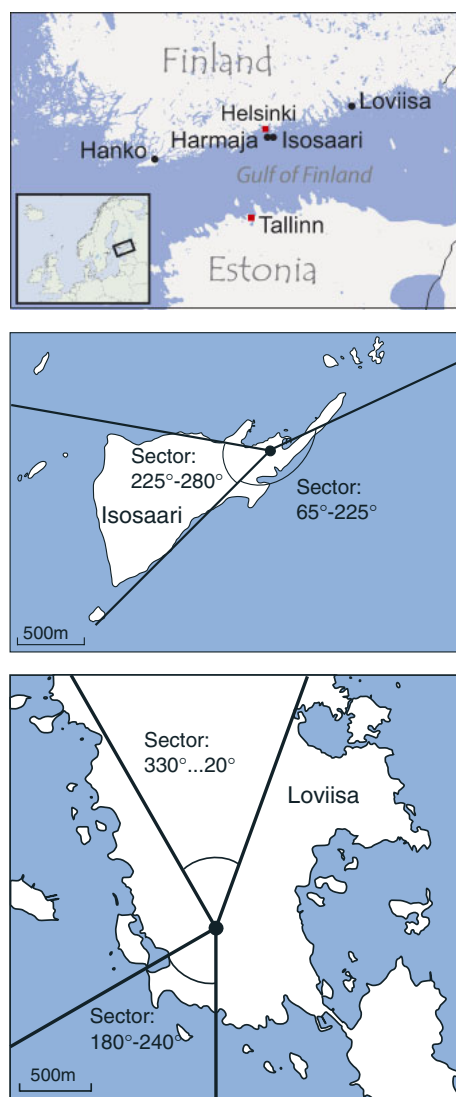 Finland
Helsinki
Loviisa
Harmaja
Isosaari
Hanko
Gulf of Finland
Tallinn
Estonia
Sector:
225°-280°
Isosaari
Sector:
65°-225°
500m
Sector:
330°...20°
Loviisa
Sector:
180°-240°
500m